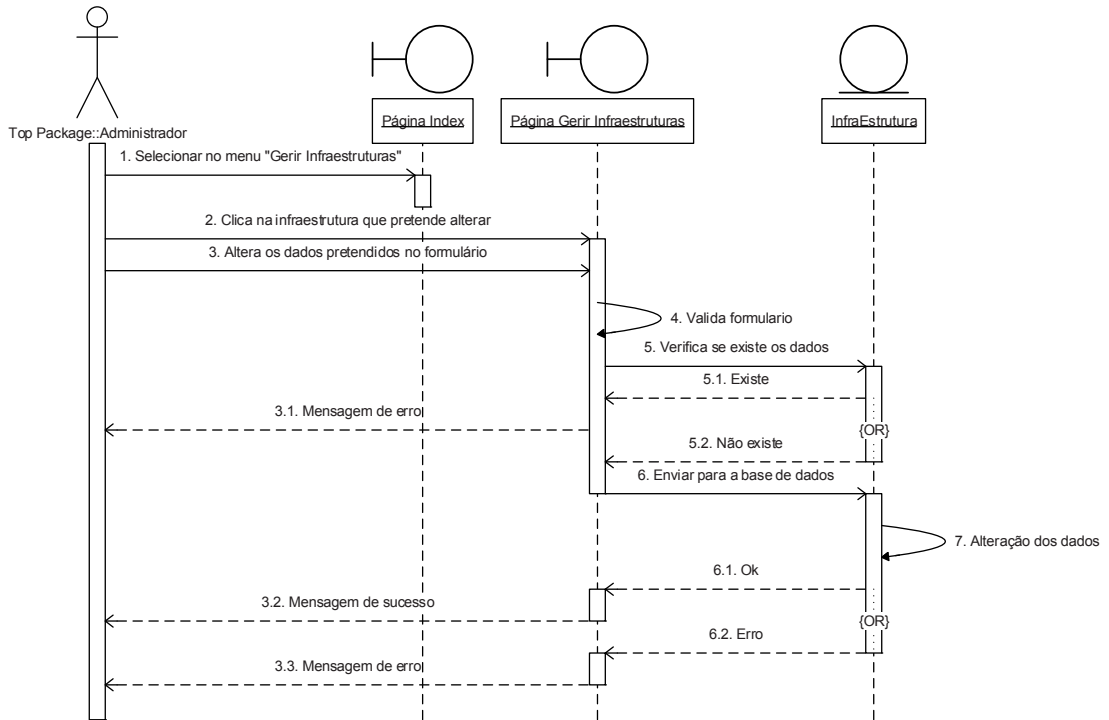 Top Package::Administrador
Página Index
Página Gerir Infraestruturas
InfraEstrutura
1. Selecionar no menu "Gerir Infraestruturas"
2. Clica na infraestrutura que pretende alterar
3. Altera os dados pretendidos no formulário
4. Valida formulario
5. Verifica se existe os dados
5.1. Existe
3.1. Mensagem de erro
{OR}
5.2. Não existe
6. Enviar para a base de dados
7. Alteração dos dados
6.1. Ok
3.2. Mensagem de sucesso
{OR}
6.2. Erro
3.3. Mensagem de erro